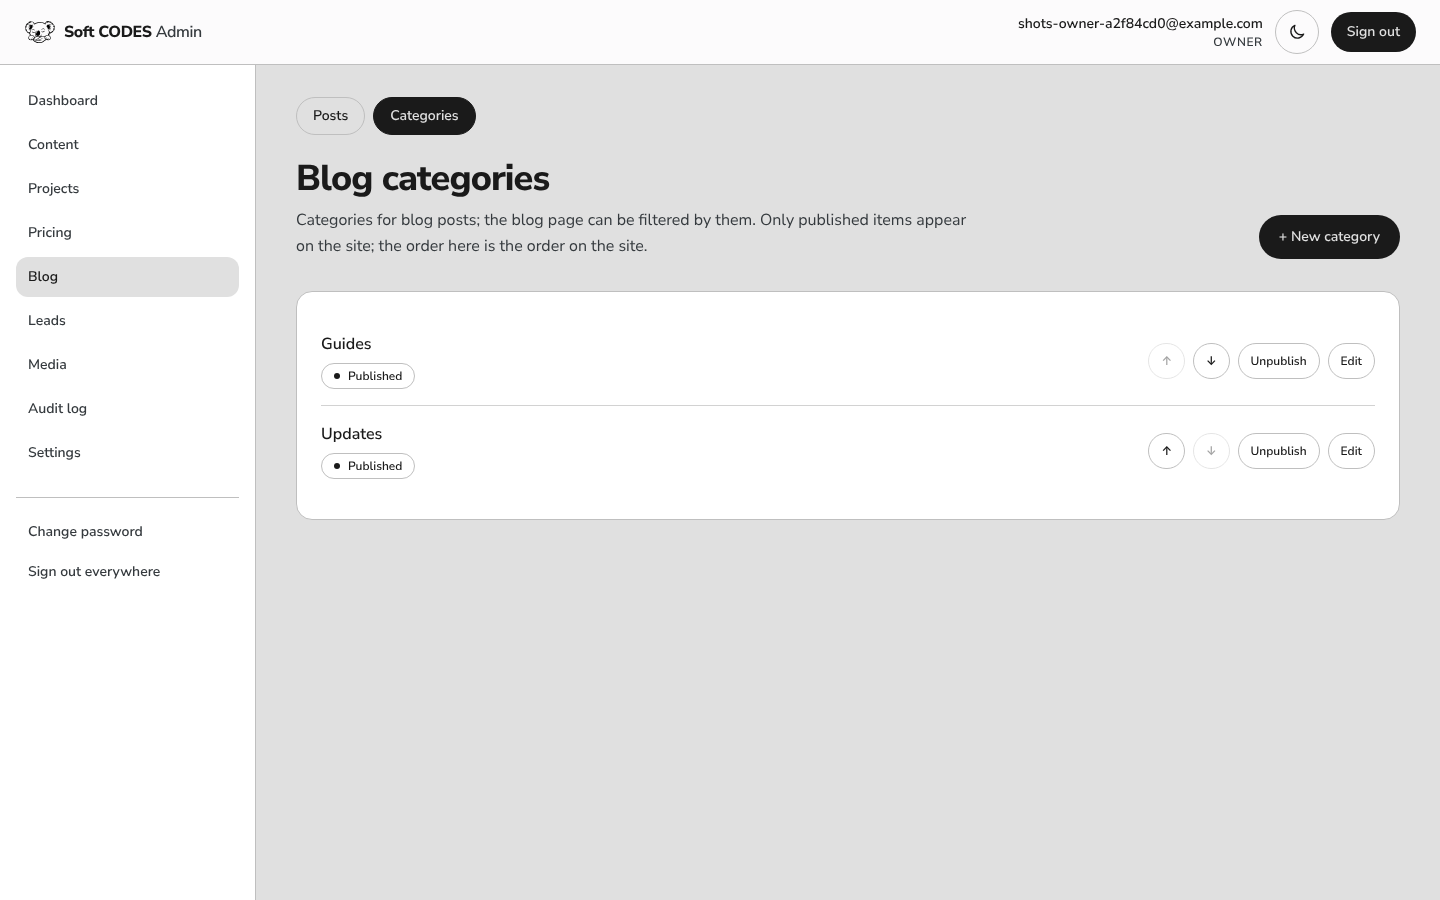 Soft CODES Admin
shots-owner-a2f84cd0@example.com
OWNER
Sign out
Dashboard
Content
Projects
Pricing
Blog
Leads
Media
Audit log
Settings
Change password
Sign out everywhere
Posts
Categories
Blog categories
Categories for blog posts; the blog page can be filtered by them. Only published items appear
on the site; the order here is the order on the site.
+ New category
Guides
Published
↑ ↓ Unpublish Edit
Updates
Published
↑ ↓ Unpublish Edit